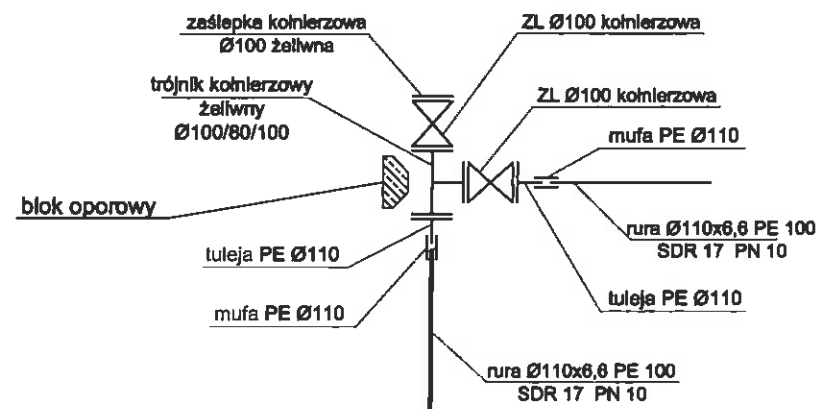 zaślepka kołnierzowa
Ø100 żeliwna
ZL Ø100 kołnierzowa
trójnik kołnierzowy
żeliwny
Ø100/80/100
ZL Ø100 kołnierzowa
mufa PE Ø110
blok oporowy
rura Ø110x6,6 PE 100
SDR 17 PN 10
tuleja PE Ø110
tuleja PE Ø110
mufa PE Ø110
rura Ø110x6,6 PE 100
SDR 17 PN 10